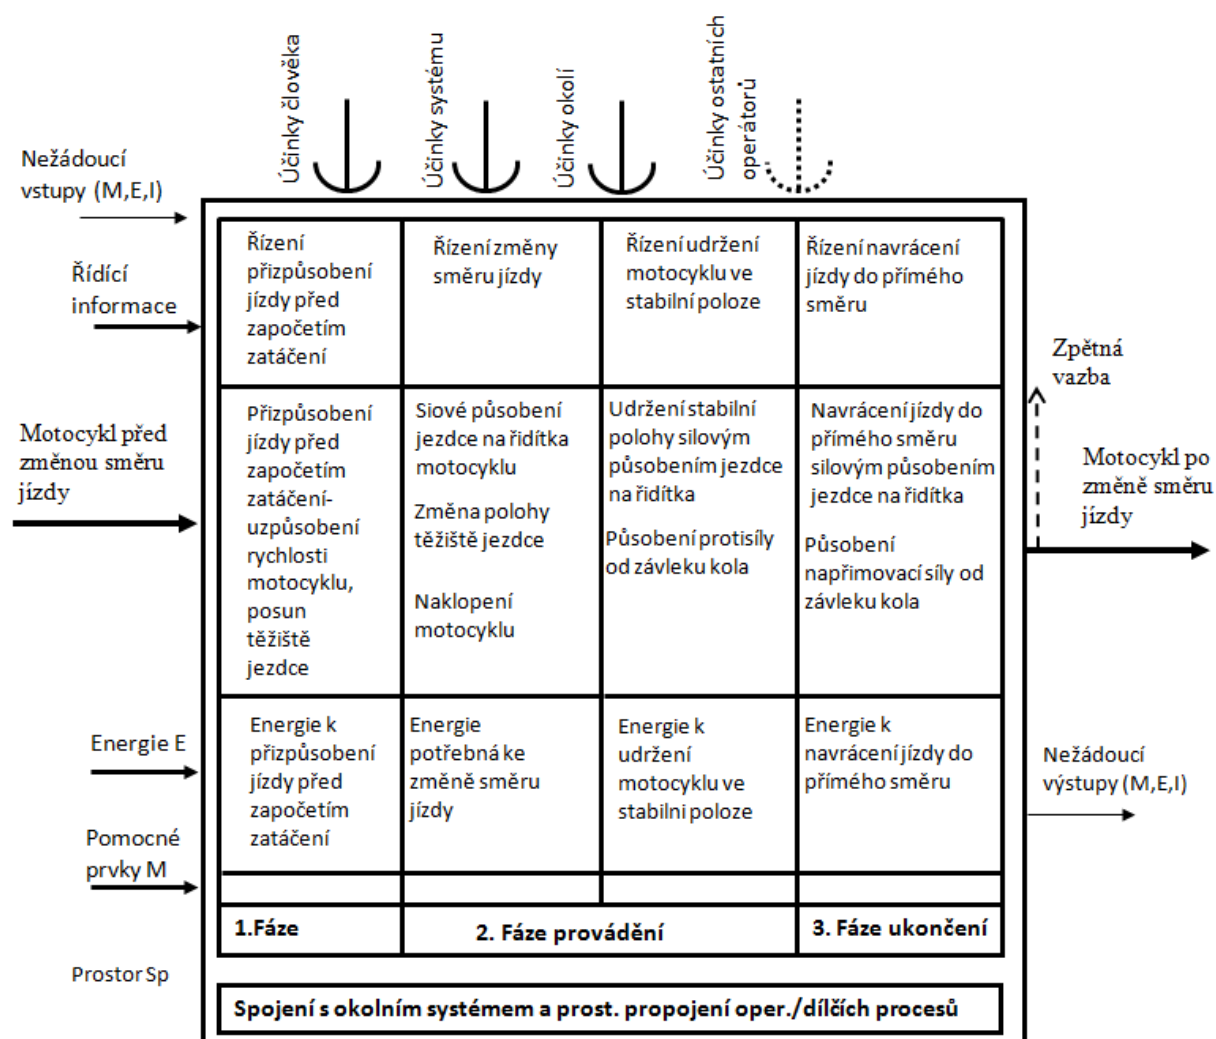 Účinky člověka
Účinky systému
Účinky okolí
Účinky ostatních
operátorů
Nežádoucí
vstupy (M,E,I)
Řídící
informace
Motocykl před
změnou směru
jízdy
Energie E
Pomocné
prvky M
Prostor Sp
Řízení
přizpůsobení
jízdy před
započetím
zatáčení
Řízení změny
směru jízdy
Řízení udržení
motocyklu ve
stabilní poloze
Řízení navrácení
jízdy do přímého
směru
Přizpůsobení
jízdy před
započetím
zatáčení-
uzpůsobení
rychlosti
motocyklu,
posun
těžiště
jezdce
Siové působení
jezdce na řidítka
motocyklu
Změna polohy
těžiště jezdce
Naklopení
motocyklu
Udržení stabilní
polohy silovým
působením jezdce
na řidítka
Působení protisíly
od závleku kola
Navrácení jízdy do
přímého směru
silovým působením
jezdce na řidítka
Působení
napřimovací síly od
závleku kola
Energie k
přizpůsobení
jízdy před
započetím
zatáčení
Energie
potřebná ke
změně směru
jízdy
Energie k
udržení
motocyklu ve
stabilni poloze
Energie k
navrácení jízdy do
přímého směru
1.Fáze
2. Fáze provádění
3. Fáze ukončení
Spojení s okolním systémem a prost. propojení oper./dílčích procesů
Zpětná
vazba
Motocykl po
změně směru
jízdy
Nežádoucí
výstupy (M,E,I)